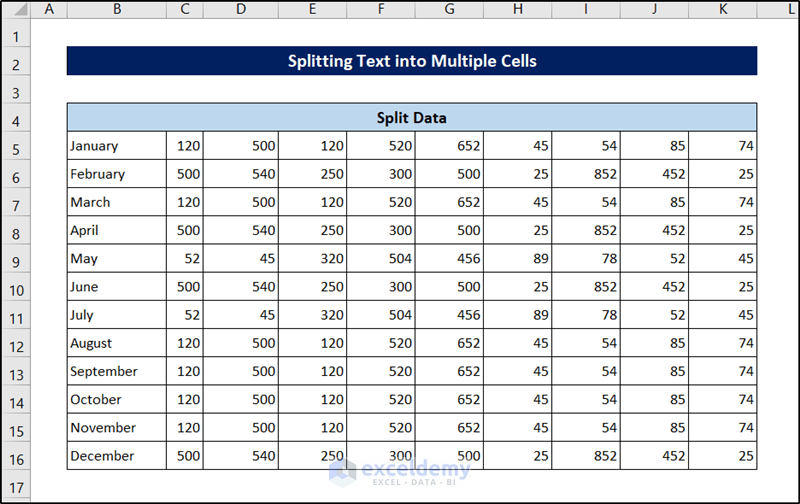 A B C D E F G H I J K L
1
2 Splitting Text into Multiple Cells
3
4 Split Data
5 January 120 500 120 520 652 45 54 85 74
6 February 500 540 250 300 500 25 852 452 25
7 March 120 500 120 520 652 45 54 85 74
8 April 500 540 250 300 500 25 852 452 25
9 May 52 45 320 504 456 89 78 52 45
10 June 500 540 250 300 500 25 852 452 25
11 July 52 45 320 504 456 89 78 52 45
12 August 120 500 120 520 652 45 54 85 74
13 September 120 500 120 520 652 45 54 85 74
14 October 120 500 120 520 652 45 54 85 74
15 November 120 500 120 520 652 45 54 85 74
16 December 500 540 250 300 500 25 852 452 25
exceldemy
17
EXCEL - DATA - BI